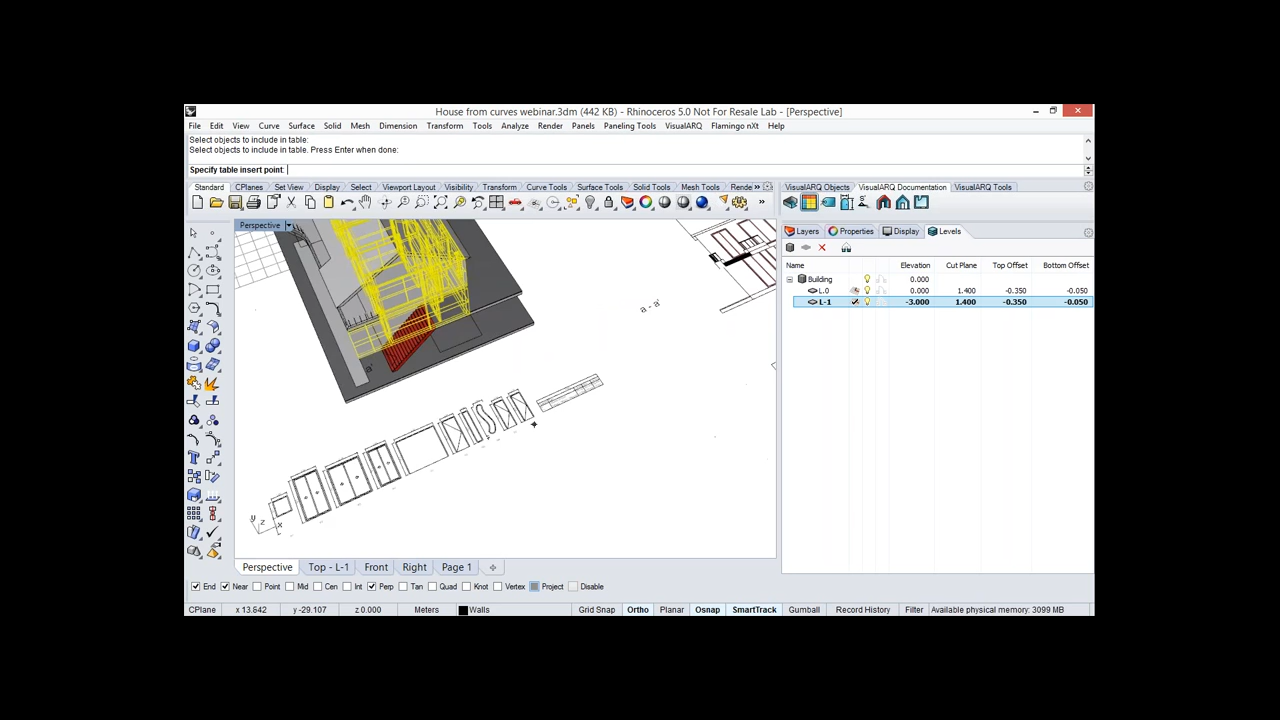 House from curves webinar.3dm (442 KB) - Rhinoceros 5.0 Not For Resale Lab - [Perspective]
File Edit View Curve Surface Solid Mesh Dimension Transform Tools Analyze Render Panels Paneling Tools VisualARQ Flamingo nXt Help
Select objects to include in table:
Select objects to include in table. Press Enter when done:
Specify table insert point:
Standard CPlanes Set View Display Select Viewport Layout Visibility Transform Curve Tools Surface Tools Solid Tools Mesh Tools Rende »
VisualARQ Objects VisualARQ Documentation VisualARQ Tools
Perspective
Layers Properties Display Levels
Name Elevation Cut Plane Top Offset Bottom Offset
Building 0.000
L.0 0.000 1.400 -0.350 -0.050
L-1 -3.000 1.400 -0.350 -0.050
a - a'
a'
y z x
Perspective Top - L-1 Front Right Page 1
End Near Point Mid Cen Int Perp Tan Quad Knot Vertex Project Disable
CPlane x 13.842 y -29.107 z 0.000 Meters Walls Grid Snap Ortho Planar Osnap SmartTrack Gumball Record History Filter Available physical memory: 3099 MB